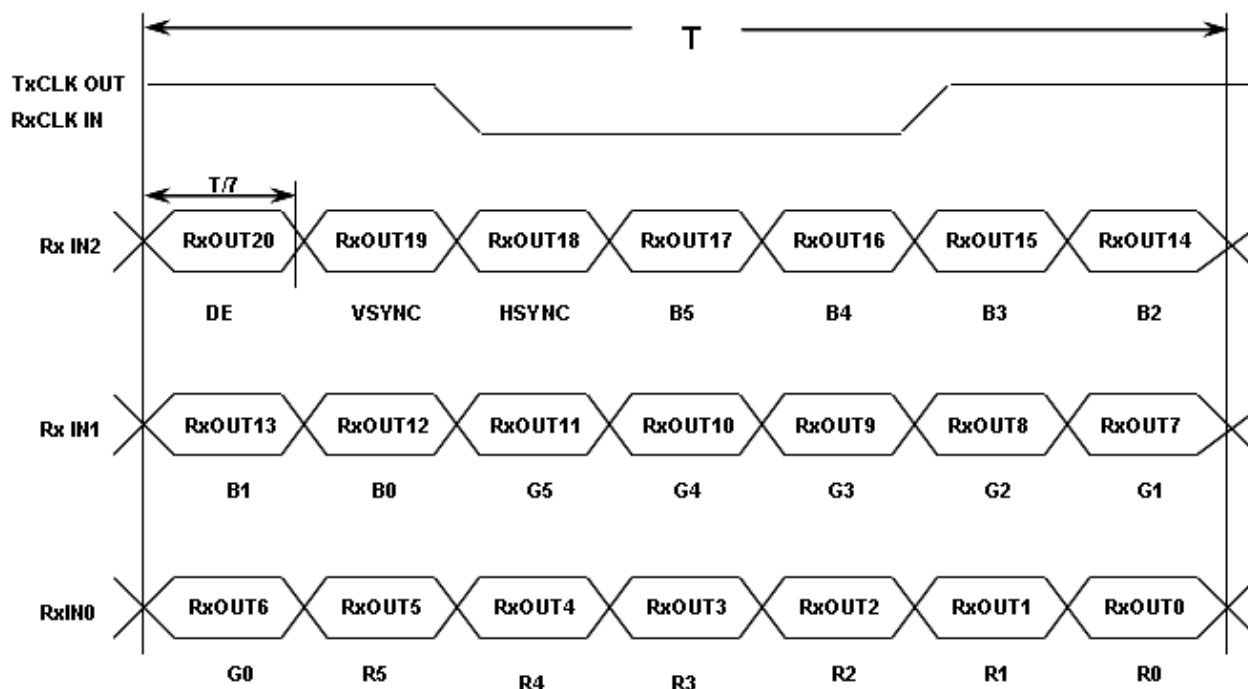 T
TxCLK OUT
RxCLK IN
T/7
Rx IN2 RxOUT20 RxOUT19 RxOUT18 RxOUT17 RxOUT16 RxOUT15 RxOUT14
DE VSYNC HSYNC B5 B4 B3 B2
Rx IN1 RxOUT13 RxOUT12 RxOUT11 RxOUT10 RxOUT9 RxOUT8 RxOUT7
B1 B0 G5 G4 G3 G2 G1
RxIN0 RxOUT6 RxOUT5 RxOUT4 RxOUT3 RxOUT2 RxOUT1 RxOUT0
G0 R5 R4 R3 R2 R1 R0